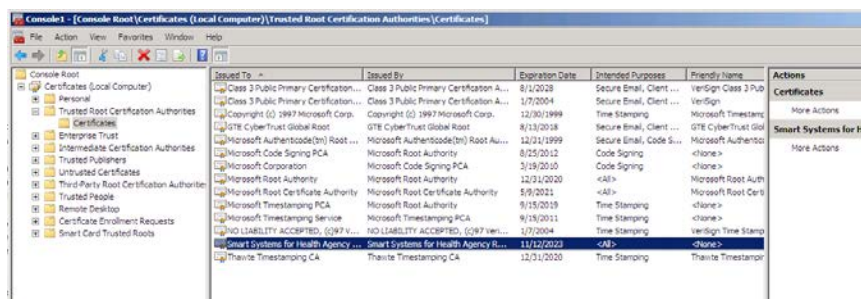 Console1 - [Console Root\Certificates (Local Computer)\Trusted Root Certification Authorities\Certificates]
File Action View Favorites Window Help
Console Root
Certificates (Local Computer)
Personal
Trusted Root Certification Authorities
Certificates
Enterprise Trust
Intermediate Certification Authorities
Trusted Publishers
Untrusted Certificates
Third-Party Root Certification Authorities
Trusted People
Remote Desktop
Certificate Enrollment Requests
Smart Card Trusted Roots
Issued To Issued By Expiration Date Intended Purposes Friendly Name
Class 3 Public Primary Certification... Class 3 Public Primary Certification A... 8/1/2028 Secure Email, Client ... VeriSign Class 3 Pub
Class 3 Public Primary Certification... Class 3 Public Primary Certification A... 1/7/2004 Secure Email, Client ... VeriSign
Copyright (c) 1997 Microsoft Corp. Copyright (c) 1997 Microsoft Corp. 12/30/1999 Time Stamping Microsoft Timestamp
GTE CyberTrust Global Root GTE CyberTrust Global Root 8/13/2018 Secure Email, Client ... GTE CyberTrust Glo
Microsoft Authenticode(tm) Root ... Microsoft Authenticode(tm) Root Au... 12/31/1999 Secure Email, Code S... Microsoft Authentic
Microsoft Code Signing PCA Microsoft Root Authority 8/25/2012 Code Signing <None>
Microsoft Corporation Microsoft Code Signing PCA 3/19/2010 Code Signing <None>
Microsoft Root Authority Microsoft Root Authority 12/31/2020 <All> Microsoft Root Auth
Microsoft Root Certificate Authority Microsoft Root Certificate Authority 5/9/2021 <All> Microsoft Root Certi
Microsoft Timestamping PCA Microsoft Root Authority 9/15/2019 Time Stamping <None>
Microsoft Timestamping Service Microsoft Timestamping PCA 9/15/2011 Time Stamping <None>
NO LIABILITY ACCEPTED, (c)97 V... NO LIABILITY ACCEPTED, (c)97 Veri... 1/7/2004 Time Stamping VeriSign Time Stamp
Smart Systems for Health Agency ... Smart Systems for Health Agency R... 11/12/2023 <All> <None>
Thawte Timestamping CA Thawte Timestamping CA 12/31/2020 Time Stamping Thawte Timestampin
Actions
Certificates
More Actions
Smart Systems for H
More Actions